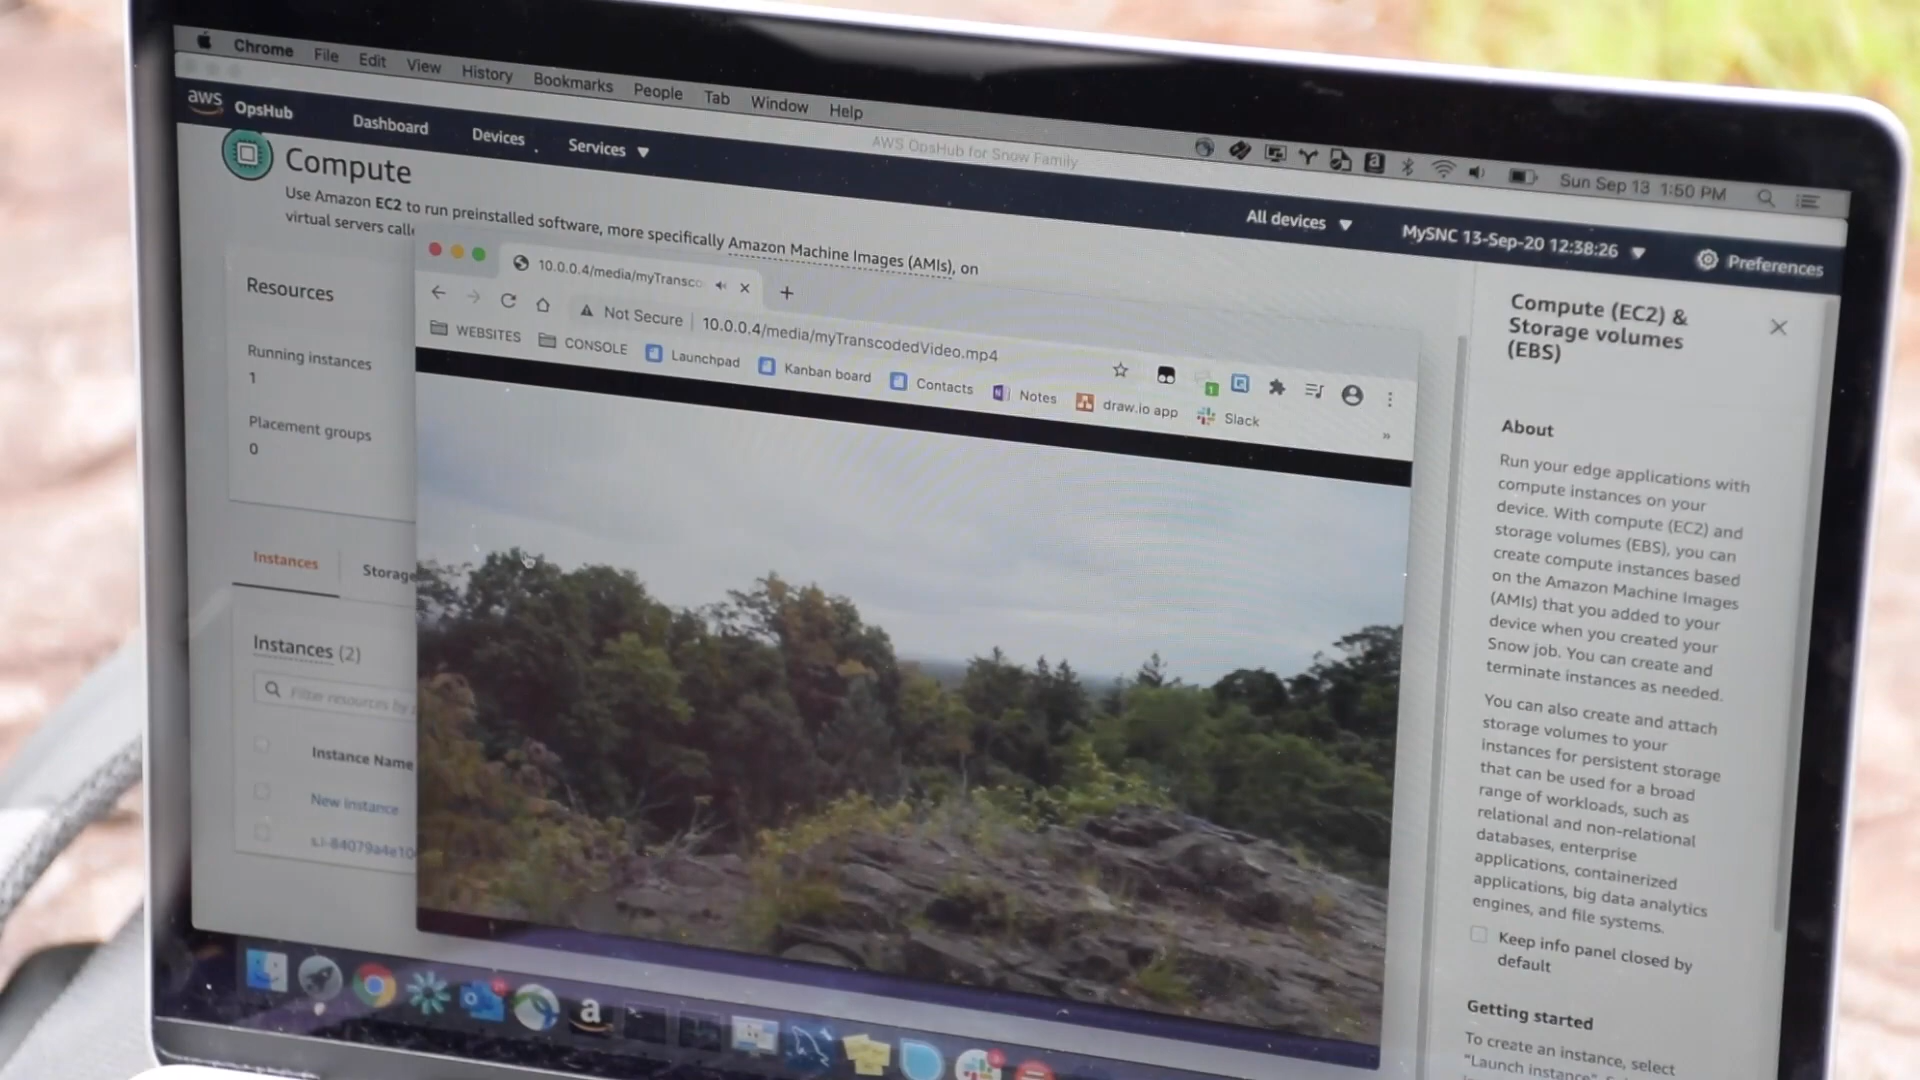 Chrome File Edit View History Bookmarks People Tab Window Help
Sun Sep 13 1:50 PM
AWS OpsHub for Snow Family
aws OpsHub Dashboard Devices Services
All devices MySNC 13-Sep-20 12:38:26 Preferences
Compute
Use Amazon EC2 to run preinstalled software, more specifically Amazon Machine Images (AMIs), on
virtual servers calle
Resources
Running instances
1
Placement groups
0
Instances Storage
Instances (2)
Filter resources by
Instance Name
New instance
s.i-84079a4e10
10.0.0.4/media/myTransco
Not Secure 10.0.0.4/media/myTranscodedVideo.mp4
WEBSITES CONSOLE Launchpad Kanban board Contacts Notes draw.io app Slack
Compute (EC2) &
Storage volumes
(EBS)
About
Run your edge applications with
compute instances on your
device. With compute (EC2) and
storage volumes (EBS), you can
create compute instances based
on the Amazon Machine Images
(AMIs) that you added to your
device when you created your
Snow job. You can create and
terminate instances as needed.
You can also create and attach
storage volumes to your
instances for persistent storage
that can be used for a broad
range of workloads, such as
relational and non-relational
databases, enterprise
applications, containerized
applications, big data analytics
engines, and file systems.
Keep info panel closed by
default
Getting started
To create an instance, select
"Launch instance".